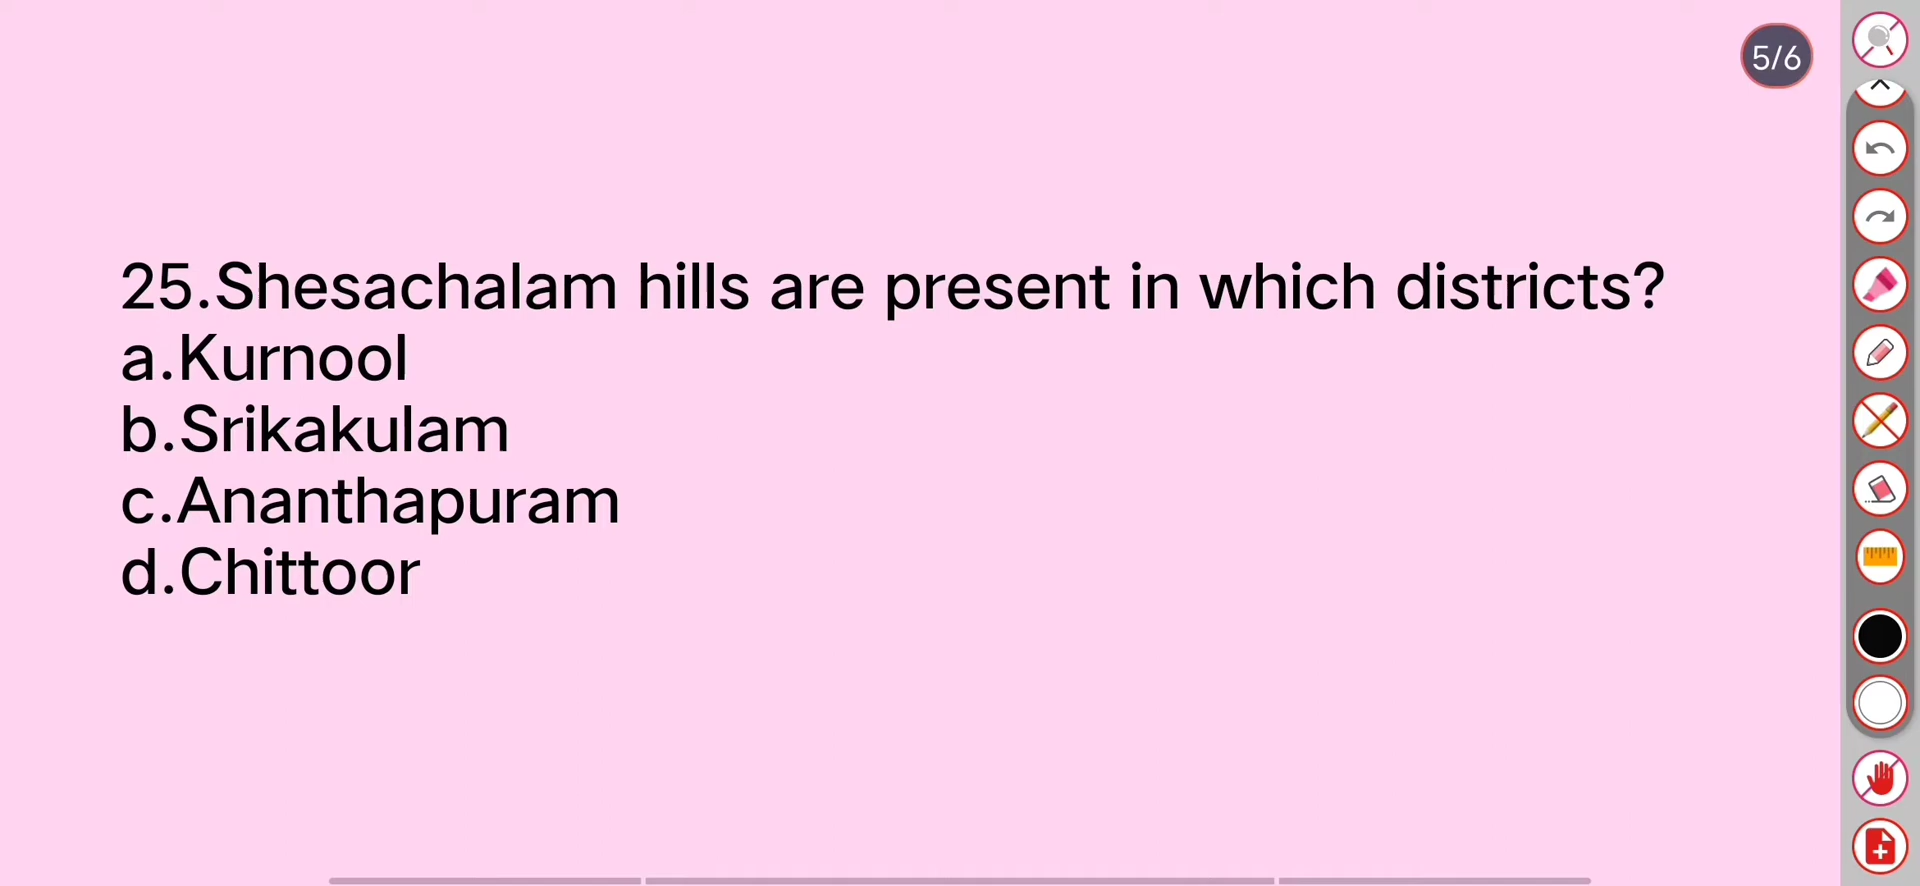 5/6
25.Shesachalam hills are present in which districts?
a.Kurnool
b.Srikakulam
c.Ananthapuram
d.Chittoor